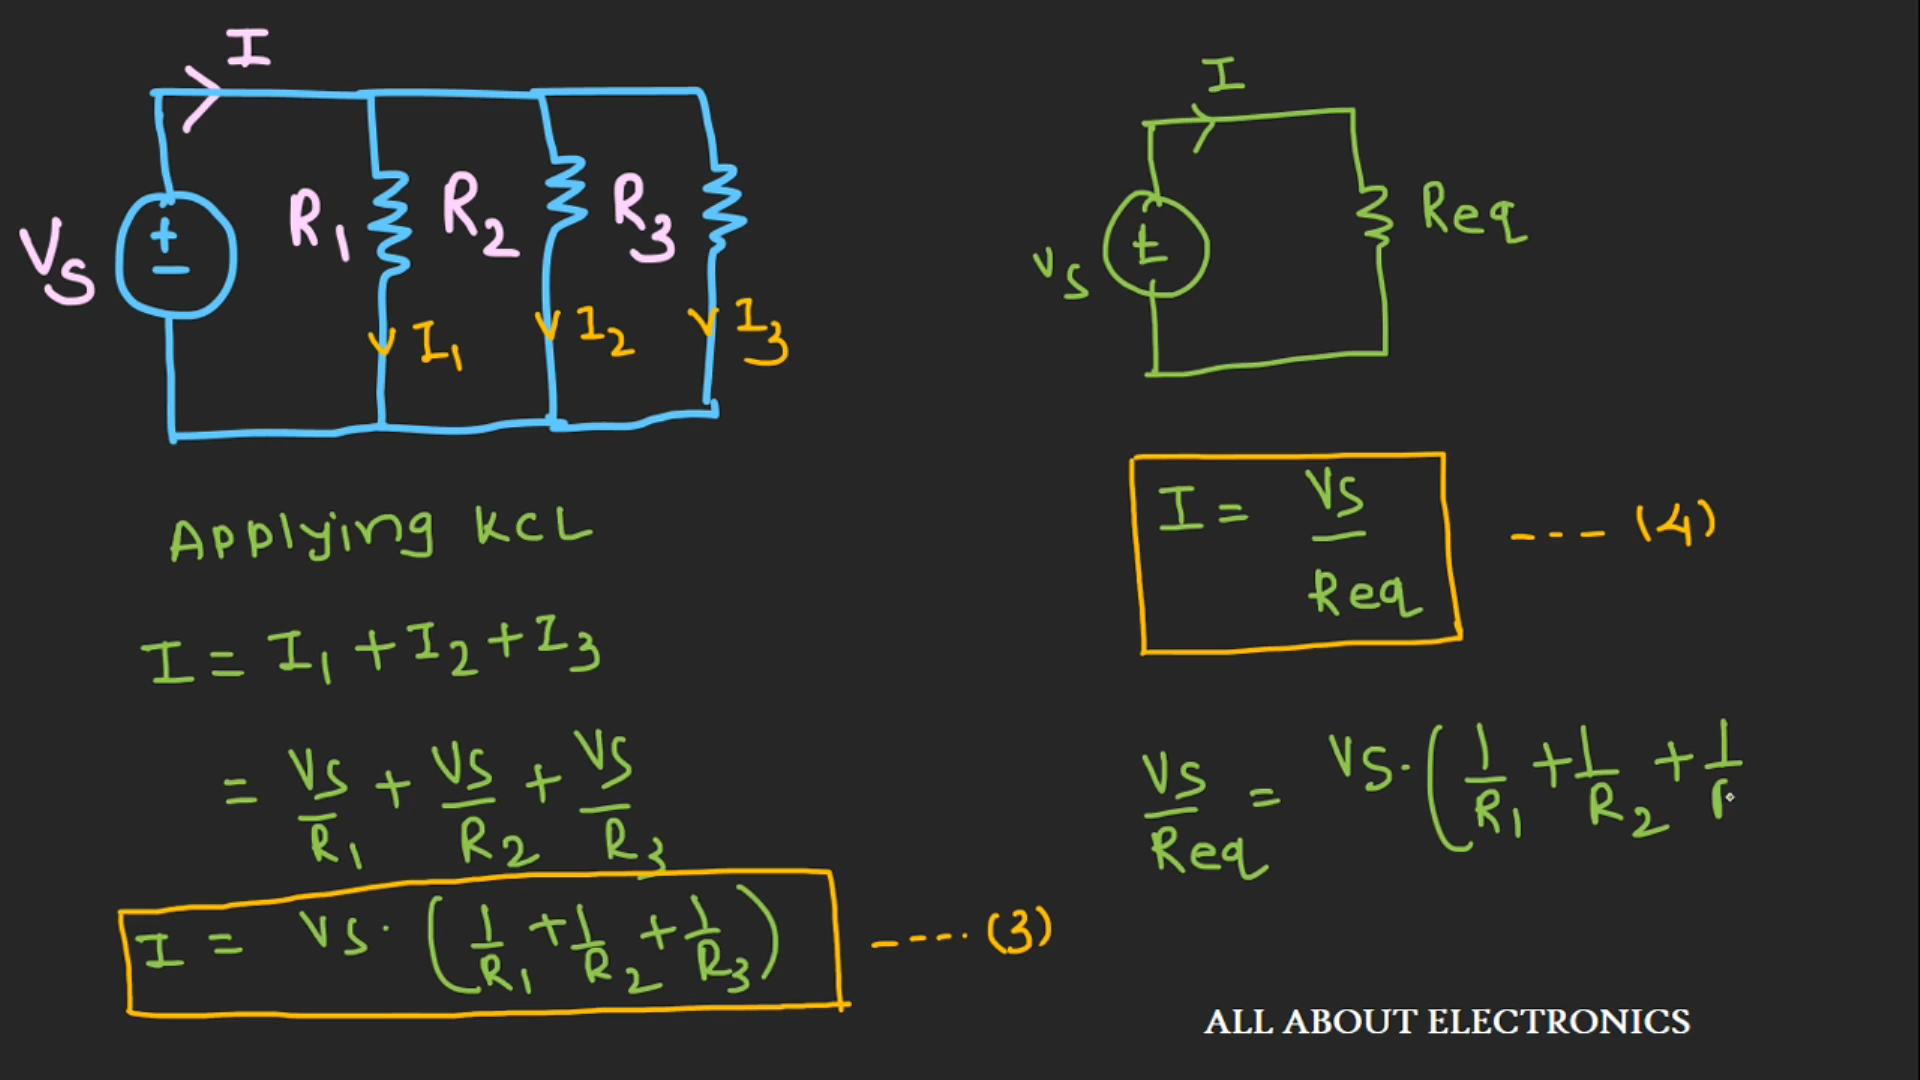 I
Vs R1 R2 R3
I1 I2 I3
Applying KCL
I = I1 + I2 + I3
= Vs/R1 + Vs/R2 + Vs/R3
I = Vs. (1/R1 + 1/R2 + 1/R3) ---- (3)
I
Vs Req
I = Vs/Req --- (4)
Vs/Req = Vs. (1/R1 + 1/R2 + 1/
ALL ABOUT ELECTRONICS